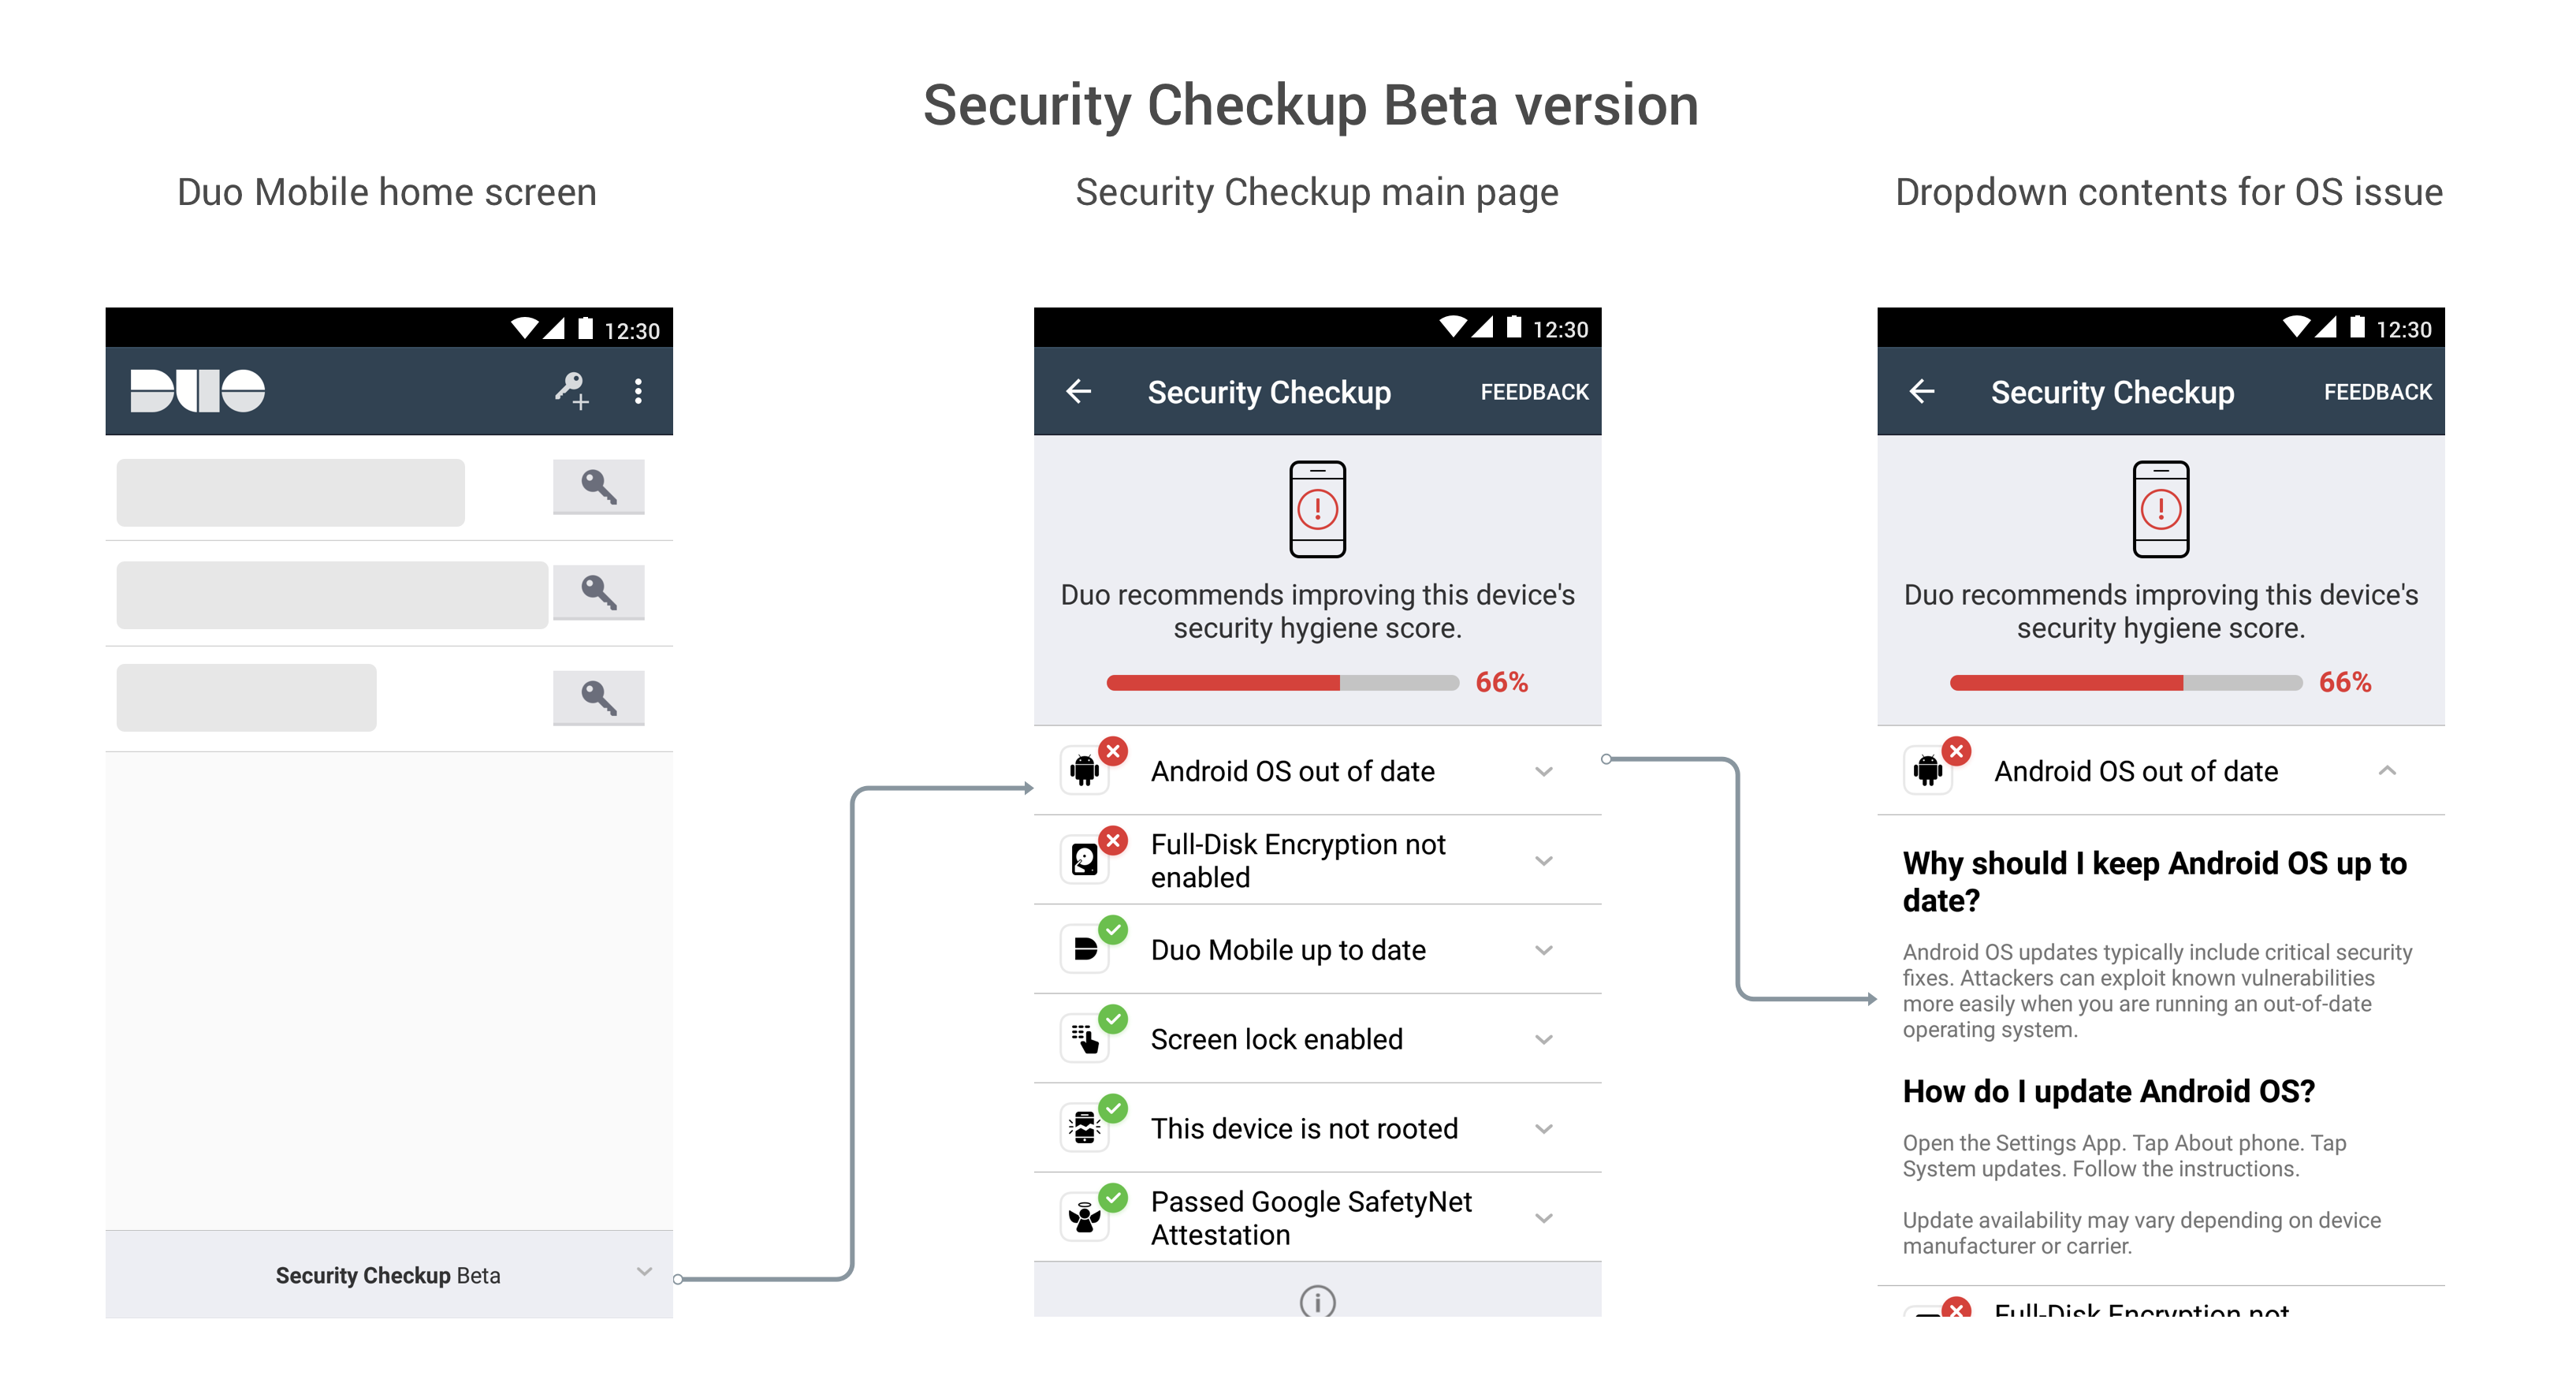 Security Checkup Beta version
Duo Mobile home screen
Security Checkup main page
Dropdown contents for OS issue
12:30
DUO
Security Checkup Beta
12:30
Security Checkup
FEEDBACK
Duo recommends improving this device's
security hygiene score.
66%
Android OS out of date
Full-Disk Encryption not
enabled
Duo Mobile up to date
Screen lock enabled
This device is not rooted
Passed Google SafetyNet
Attestation
12:30
Security Checkup
FEEDBACK
Duo recommends improving this device's
security hygiene score.
66%
Android OS out of date
Why should I keep Android OS up to
date?
Android OS updates typically include critical security
fixes. Attackers can exploit known vulnerabilities
more easily when you are running an out-of-date
operating system.
How do I update Android OS?
Open the Settings App. Tap About phone. Tap
System updates. Follow the instructions.
Update availability may vary depending on device
manufacturer or carrier.
Full-Disk Encryption not